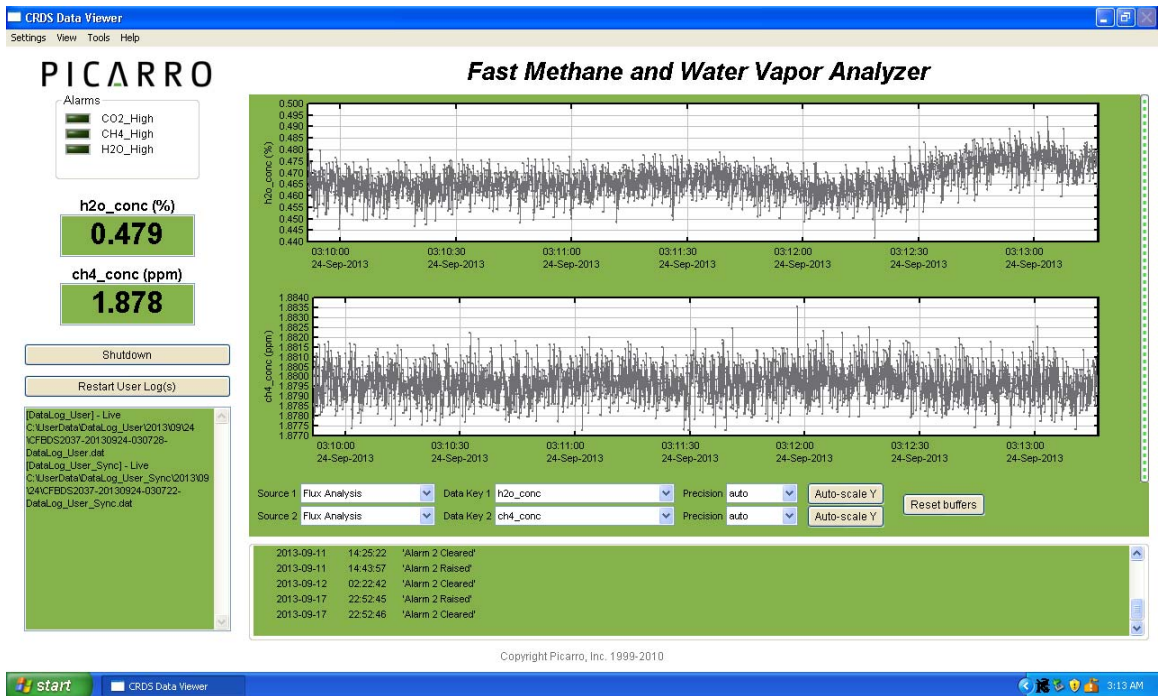 CRDS Data Viewer
Settings View Tools Help
PICARRO
Fast Methane and Water Vapor Analyzer
Alarms
CO2_High
CH4_High
H2O_High
h2o_conc (%)
0.479
ch4_conc (ppm)
1.878
Shutdown
Restart User Log(s)
[DataLog_User] - Live
C:\UserData\DataLog_User\2013\09\24
\CFBDS2037-20130924-030728-
DataLog_User.dat
[DataLog_User_Sync] - Live
C:\UserData\DataLog_User_Sync\2013\09
\24\CFBDS2037-20130924-030722-
DataLog_User_Sync.dat
h2o_conc (%)
0.500
0.495
0.490
0.485
0.480
0.475
0.470
0.465
0.460
0.455
0.450
0.445
0.440
03:10:00 03:10:30 03:11:00 03:11:30 03:12:00 03:12:30 03:13:00
24-Sep-2013 24-Sep-2013 24-Sep-2013 24-Sep-2013 24-Sep-2013 24-Sep-2013 24-Sep-2013
ch4_conc (ppm)
1.8840
1.8835
1.8830
1.8825
1.8820
1.8815
1.8810
1.8805
1.8800
1.8795
1.8790
1.8785
1.8780
1.8775
1.8770
03:10:00 03:10:30 03:11:00 03:11:30 03:12:00 03:12:30 03:13:00
24-Sep-2013 24-Sep-2013 24-Sep-2013 24-Sep-2013 24-Sep-2013 24-Sep-2013 24-Sep-2013
Source 1 Flux Analysis Data Key 1 h2o_conc Precision auto Auto-scale Y
Source 2 Flux Analysis Data Key 2 ch4_conc Precision auto Auto-scale Y
Reset buffers
2013-09-11 14:25:22 'Alarm 2 Cleared'
2013-09-11 14:43:57 'Alarm 2 Raised'
2013-09-12 02:22:42 'Alarm 2 Cleared'
2013-09-17 22:52:45 'Alarm 2 Raised'
2013-09-17 22:52:46 'Alarm 2 Cleared'
Copyright Picarro, Inc. 1999-2010
start CRDS Data Viewer 3:13 AM